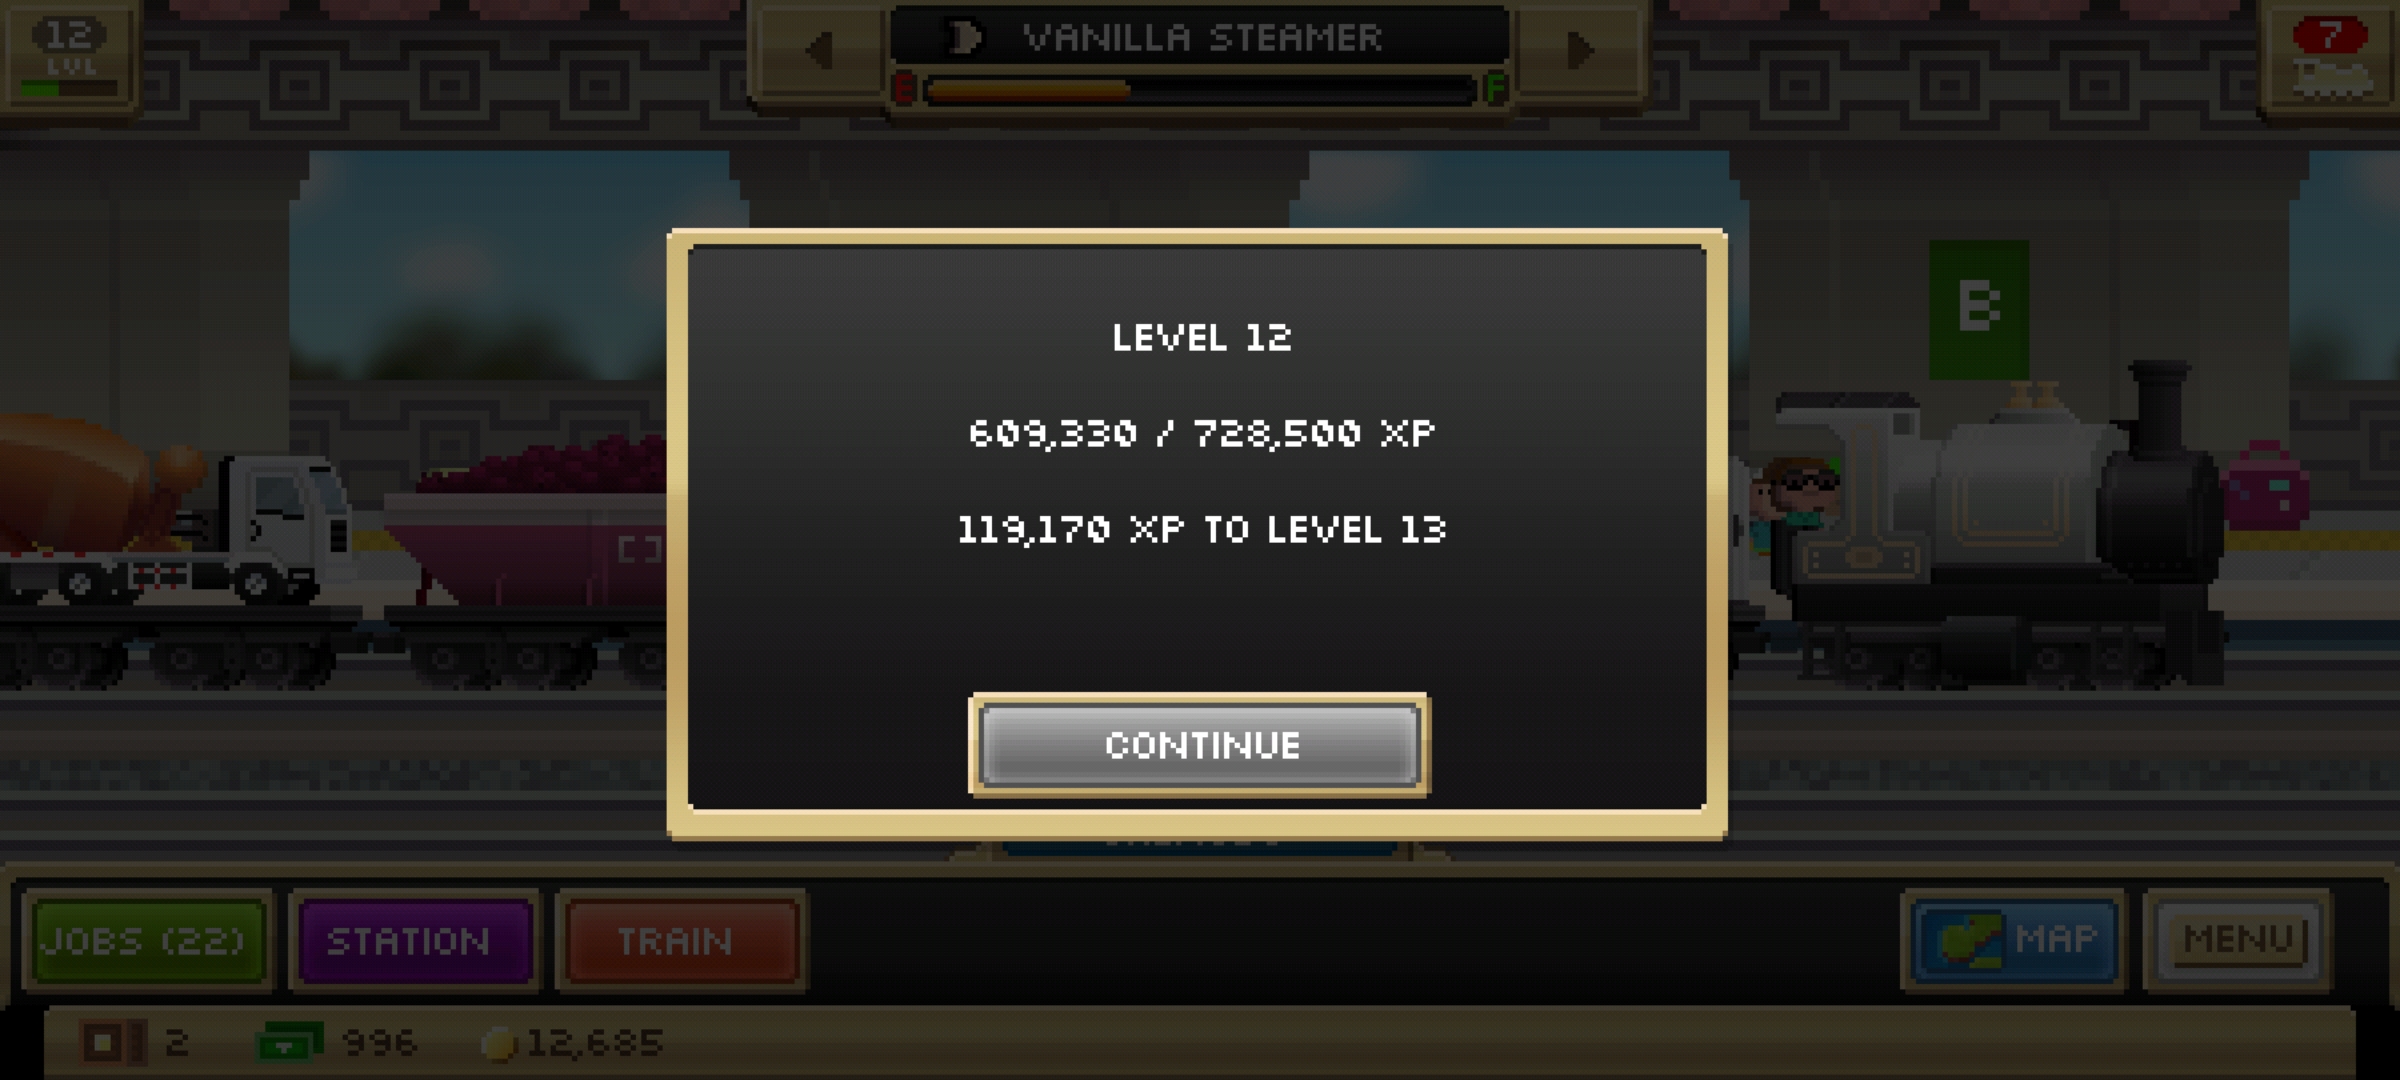 12
LVL
VANILLA STEAMER
E F
7
B
LEVEL 12
609,330 / 728,500 XP
119,170 XP TO LEVEL 13
[]
CONTINUE
JOBS (22)
STATION
TRAIN
MAP
MENU
2
996
12,685